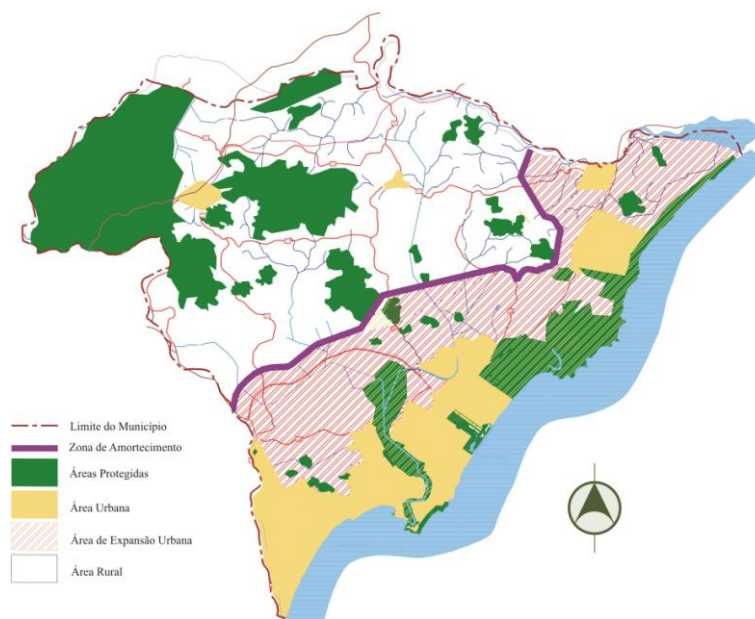 Limite do Município
Zona de Amortecimento
Áreas Protegidas
Área Urbana
Área de Expansão Urbana
Área Rural